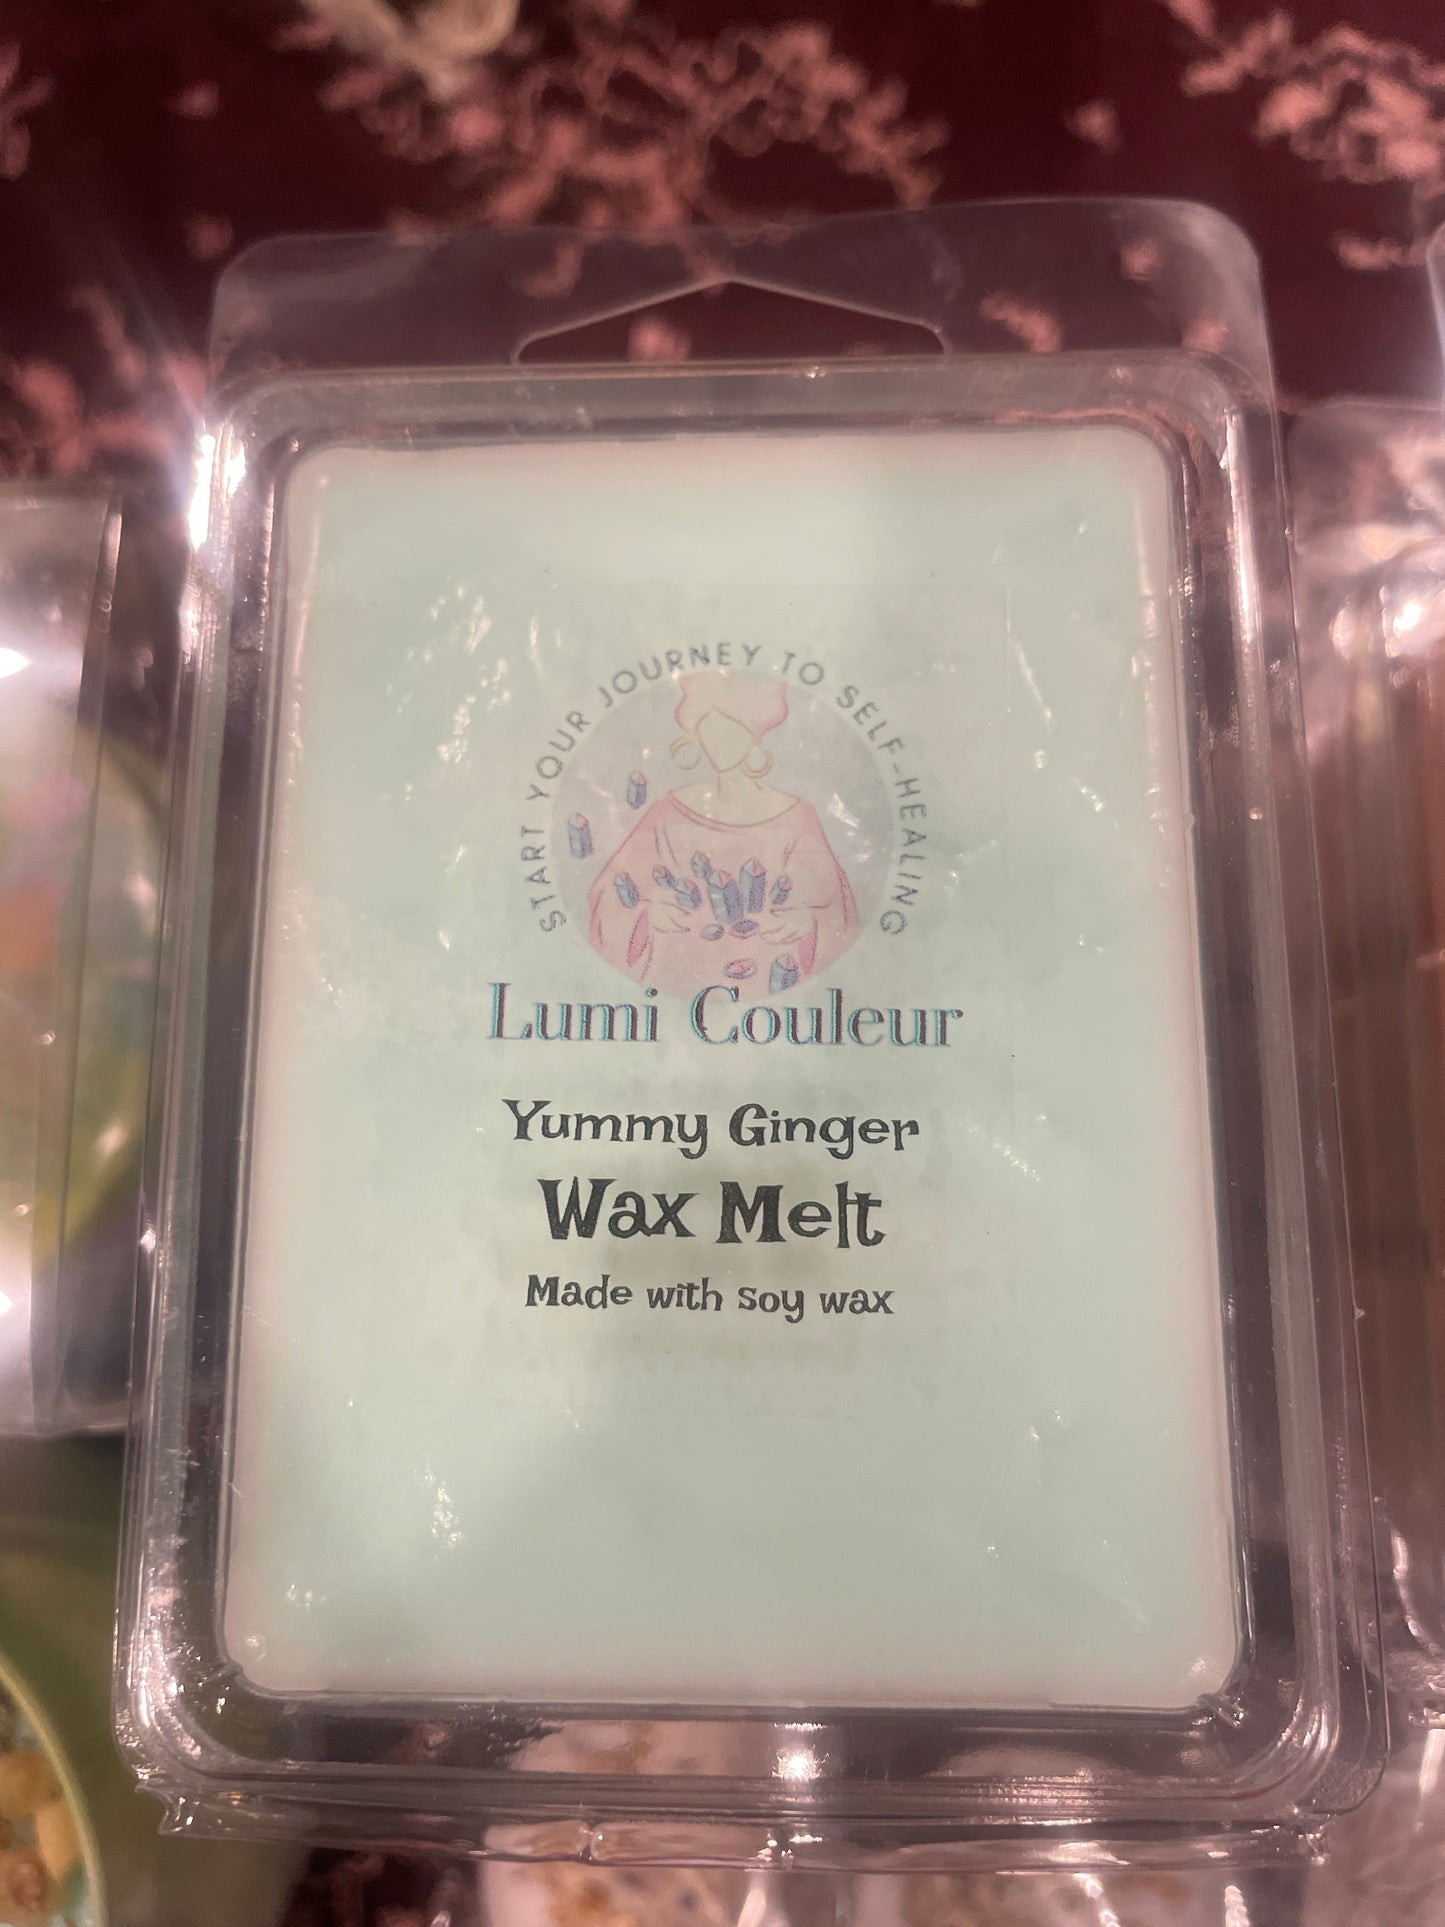 START YOUR JOURNEY TO SELF-HEALING
Lumi Couleur
Yummy Ginger
Wax Melt
Made with soy wax